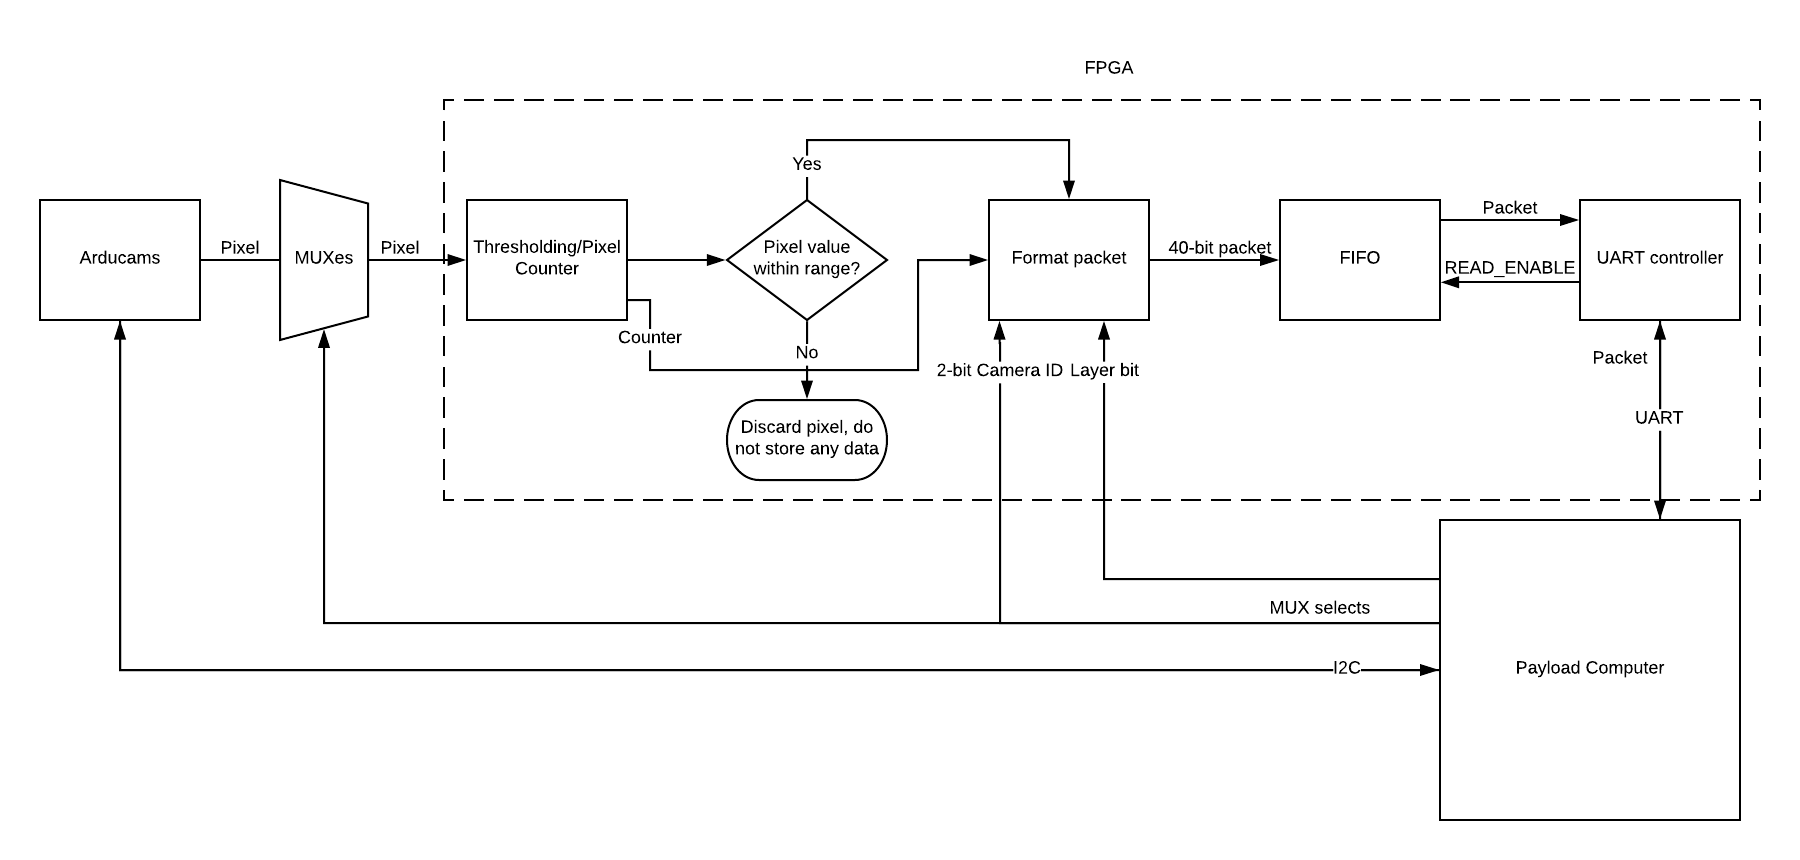 FPGA
Yes
Arducams
Pixel
MUXes
Pixel
Thresholding/Pixel
Counter
Pixel value
within range?
Format packet
40-bit packet
FIFO
Packet
READ_ENABLE
UART controller
Counter
No
2-bit Camera ID
Layer bit
Packet
UART
Discard pixel, do
not store any data
MUX selects
I2C
Payload Computer